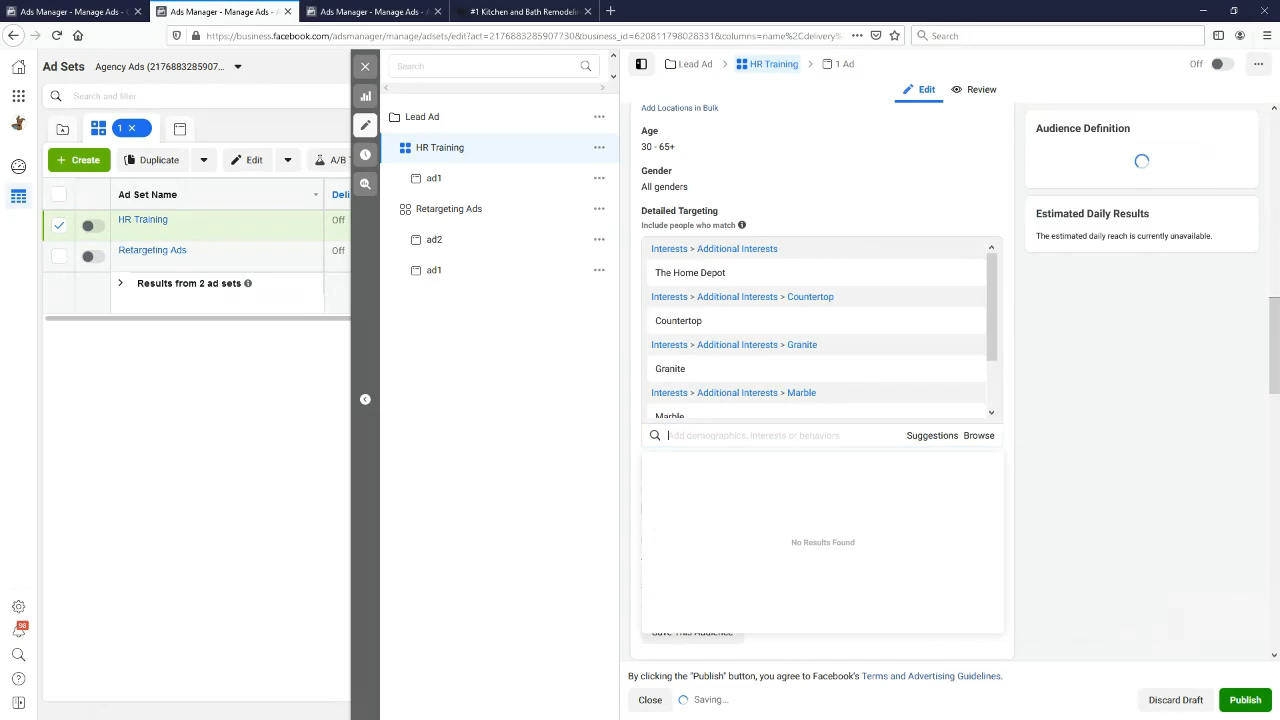 Ads Manager - Manage Ads - A
Ads Manager - Manage Ads - A
Ads Manager - Manage Ads - A
#1 Kitchen and Bath Remodelin
https://business.facebook.com/adsmanager/manage/adsets/edit?act=2176883285907730&business_id=620811798028331&columns=name%2Cdelivery%
Search
Ad Sets
Agency Ads (2176883285907...
Search and filter
1
+ Create
Duplicate
Edit
A/B T
Ad Set Name
Deli
HR Training
Off
Retargeting Ads
Off
Results from 2 ad sets
98
Search
Lead Ad
HR Training
ad1
Retargeting Ads
ad2
ad1
Lead Ad
HR Training
1 Ad
Off
Edit
Review
Add Locations in Bulk
Age
30 - 65+
Gender
All genders
Detailed Targeting
Include people who match
Interests > Additional Interests
The Home Depot
Interests > Additional Interests > Countertop
Countertop
Interests > Additional Interests > Granite
Granite
Interests > Additional Interests > Marble
Marble
Add demographics, interests or behaviors
Suggestions
Browse
No Results Found
Save This Audience
Audience Definition
Estimated Daily Results
The estimated daily reach is currently unavailable.
By clicking the "Publish" button, you agree to Facebook's Terms and Advertising Guidelines.
Close
Saving...
Discard Draft
Publish